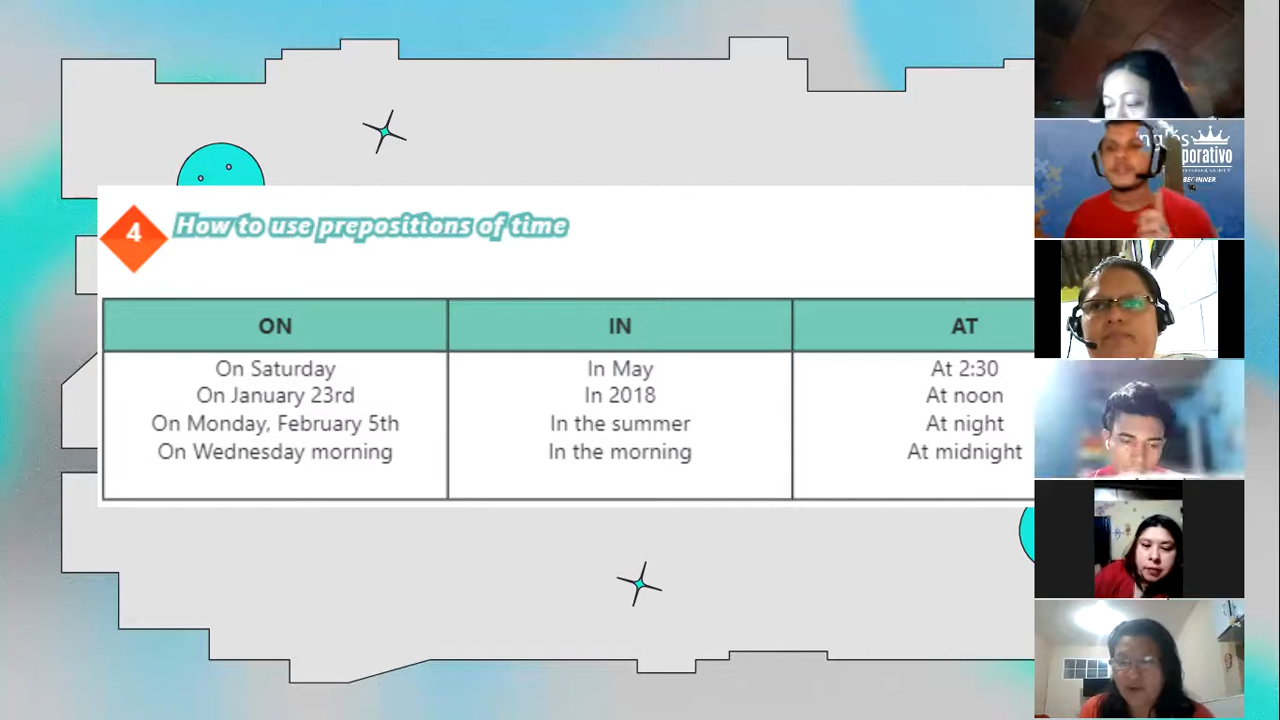 4
How to use prepositions of time
ON IN AT
On Saturday In May At 2:30
On January 23rd In 2018 At noon
On Monday, February 5th In the summer At night
On Wednesday morning In the morning At midnight
porativo